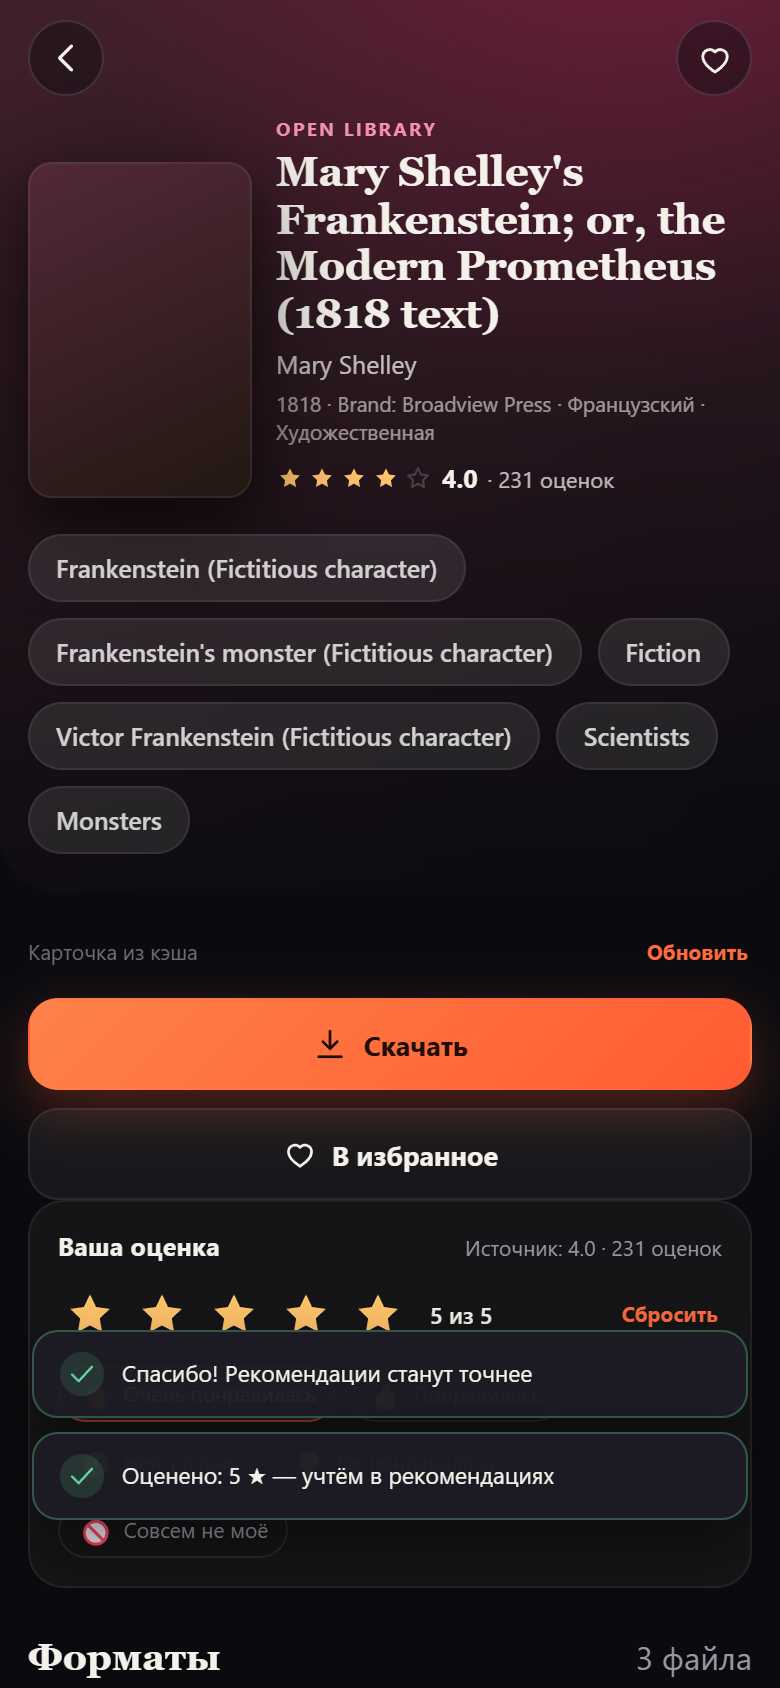 OPEN LIBRARY
Mary Shelley's
Frankenstein; or, the
Modern Prometheus
(1818 text)
Mary Shelley
1818 · Brand: Broadview Press · Французский ·
Художественная
4.0 · 231 оценок
Frankenstein (Fictitious character)
Frankenstein's monster (Fictitious character)
Fiction
Victor Frankenstein (Fictitious character)
Scientists
Monsters
Карточка из кэша
Обновить
Скачать
В избранное
Ваша оценка
Источник: 4.0 · 231 оценок
5 из 5
Сбросить
Спасибо! Рекомендации станут точнее
Очень понравилась
Понравилась
Оценено: 5 ★ — учтём в рекомендациях
Совсем не моё
Форматы
3 файла